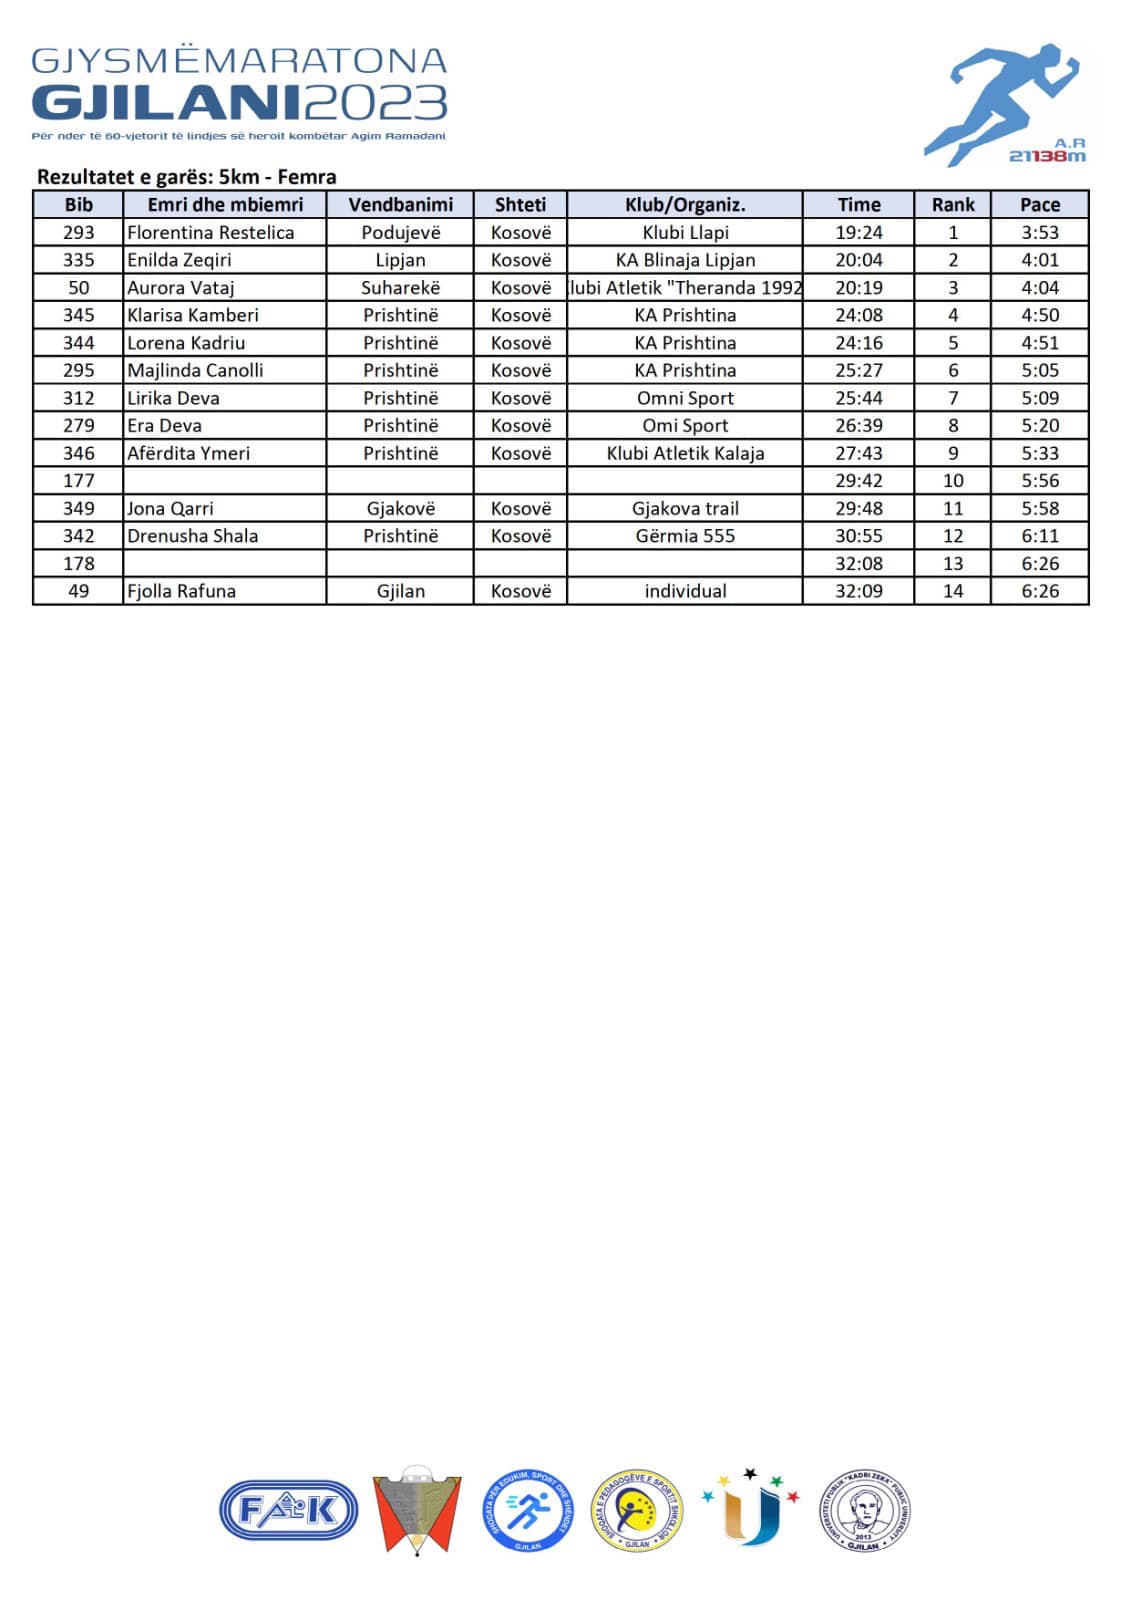 GJYSMËMARATONA
GJILANI2023
Për nder të 60-vjetorit të lindjes së heroit kombëtar Agim Ramadani
A.R
21138m
Rezultatet e garës: 5km - Femra
Bib Emri dhe mbiemri Vendbanimi Shteti Klub/Organiz. Time Rank Pace
293 Florentina Restelica Podujevë Kosovë Klubi Llapi 19:24 1 3:53
335 Enilda Zeqiri Lipjan Kosovë KA Blinaja Lipjan 20:04 2 4:01
50 Aurora Vataj Suharekë Kosovë lubi Atletik "Theranda 1992 20:19 3 4:04
345 Klarisa Kamberi Prishtinë Kosovë KA Prishtina 24:08 4 4:50
344 Lorena Kadriu Prishtinë Kosovë KA Prishtina 24:16 5 4:51
295 Majlinda Canolli Prishtinë Kosovë KA Prishtina 25:27 6 5:05
312 Lirika Deva Prishtinë Kosovë Omni Sport 25:44 7 5:09
279 Era Deva Prishtinë Kosovë Omi Sport 26:39 8 5:20
346 Afërdita Ymeri Prishtinë Kosovë Klubi Atletik Kalaja 27:43 9 5:33
177 29:42 10 5:56
349 Jona Qarri Gjakovë Kosovë Gjakova trail 29:48 11 5:58
342 Drenusha Shala Prishtinë Kosovë Gërmia 555 30:55 12 6:11
178 32:08 13 6:26
49 Fjolla Rafuna Gjilan Kosovë individual 32:09 14 6:26
FAK
SHOQATA PËR EDUKIM, SPORT DHE SHËNDET
GJILAN
SHOQATA E PEDAGOGËVE E SPORTIT SHKOLLOR
GJILAN
U
UNIVERSITETI PUBLIK "KADRI ZEKA" PUBLIC UNIVERSITY
2013
GJILAN